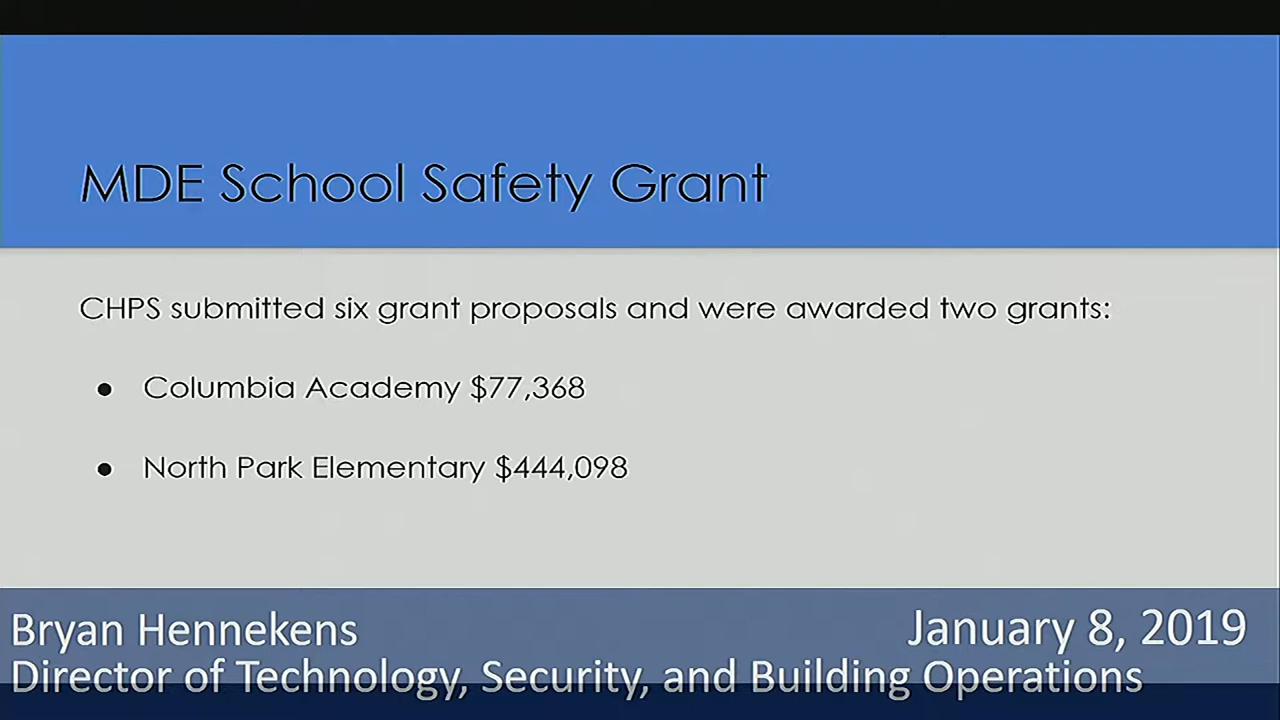 MDE School Safety Grant
CHPS submitted six grant proposals and were awarded two grants:
● Columbia Academy $77,368
● North Park Elementary $444,098
Bryan Hennekens
January 8, 2019
Director of Technology, Security, and Building Operations